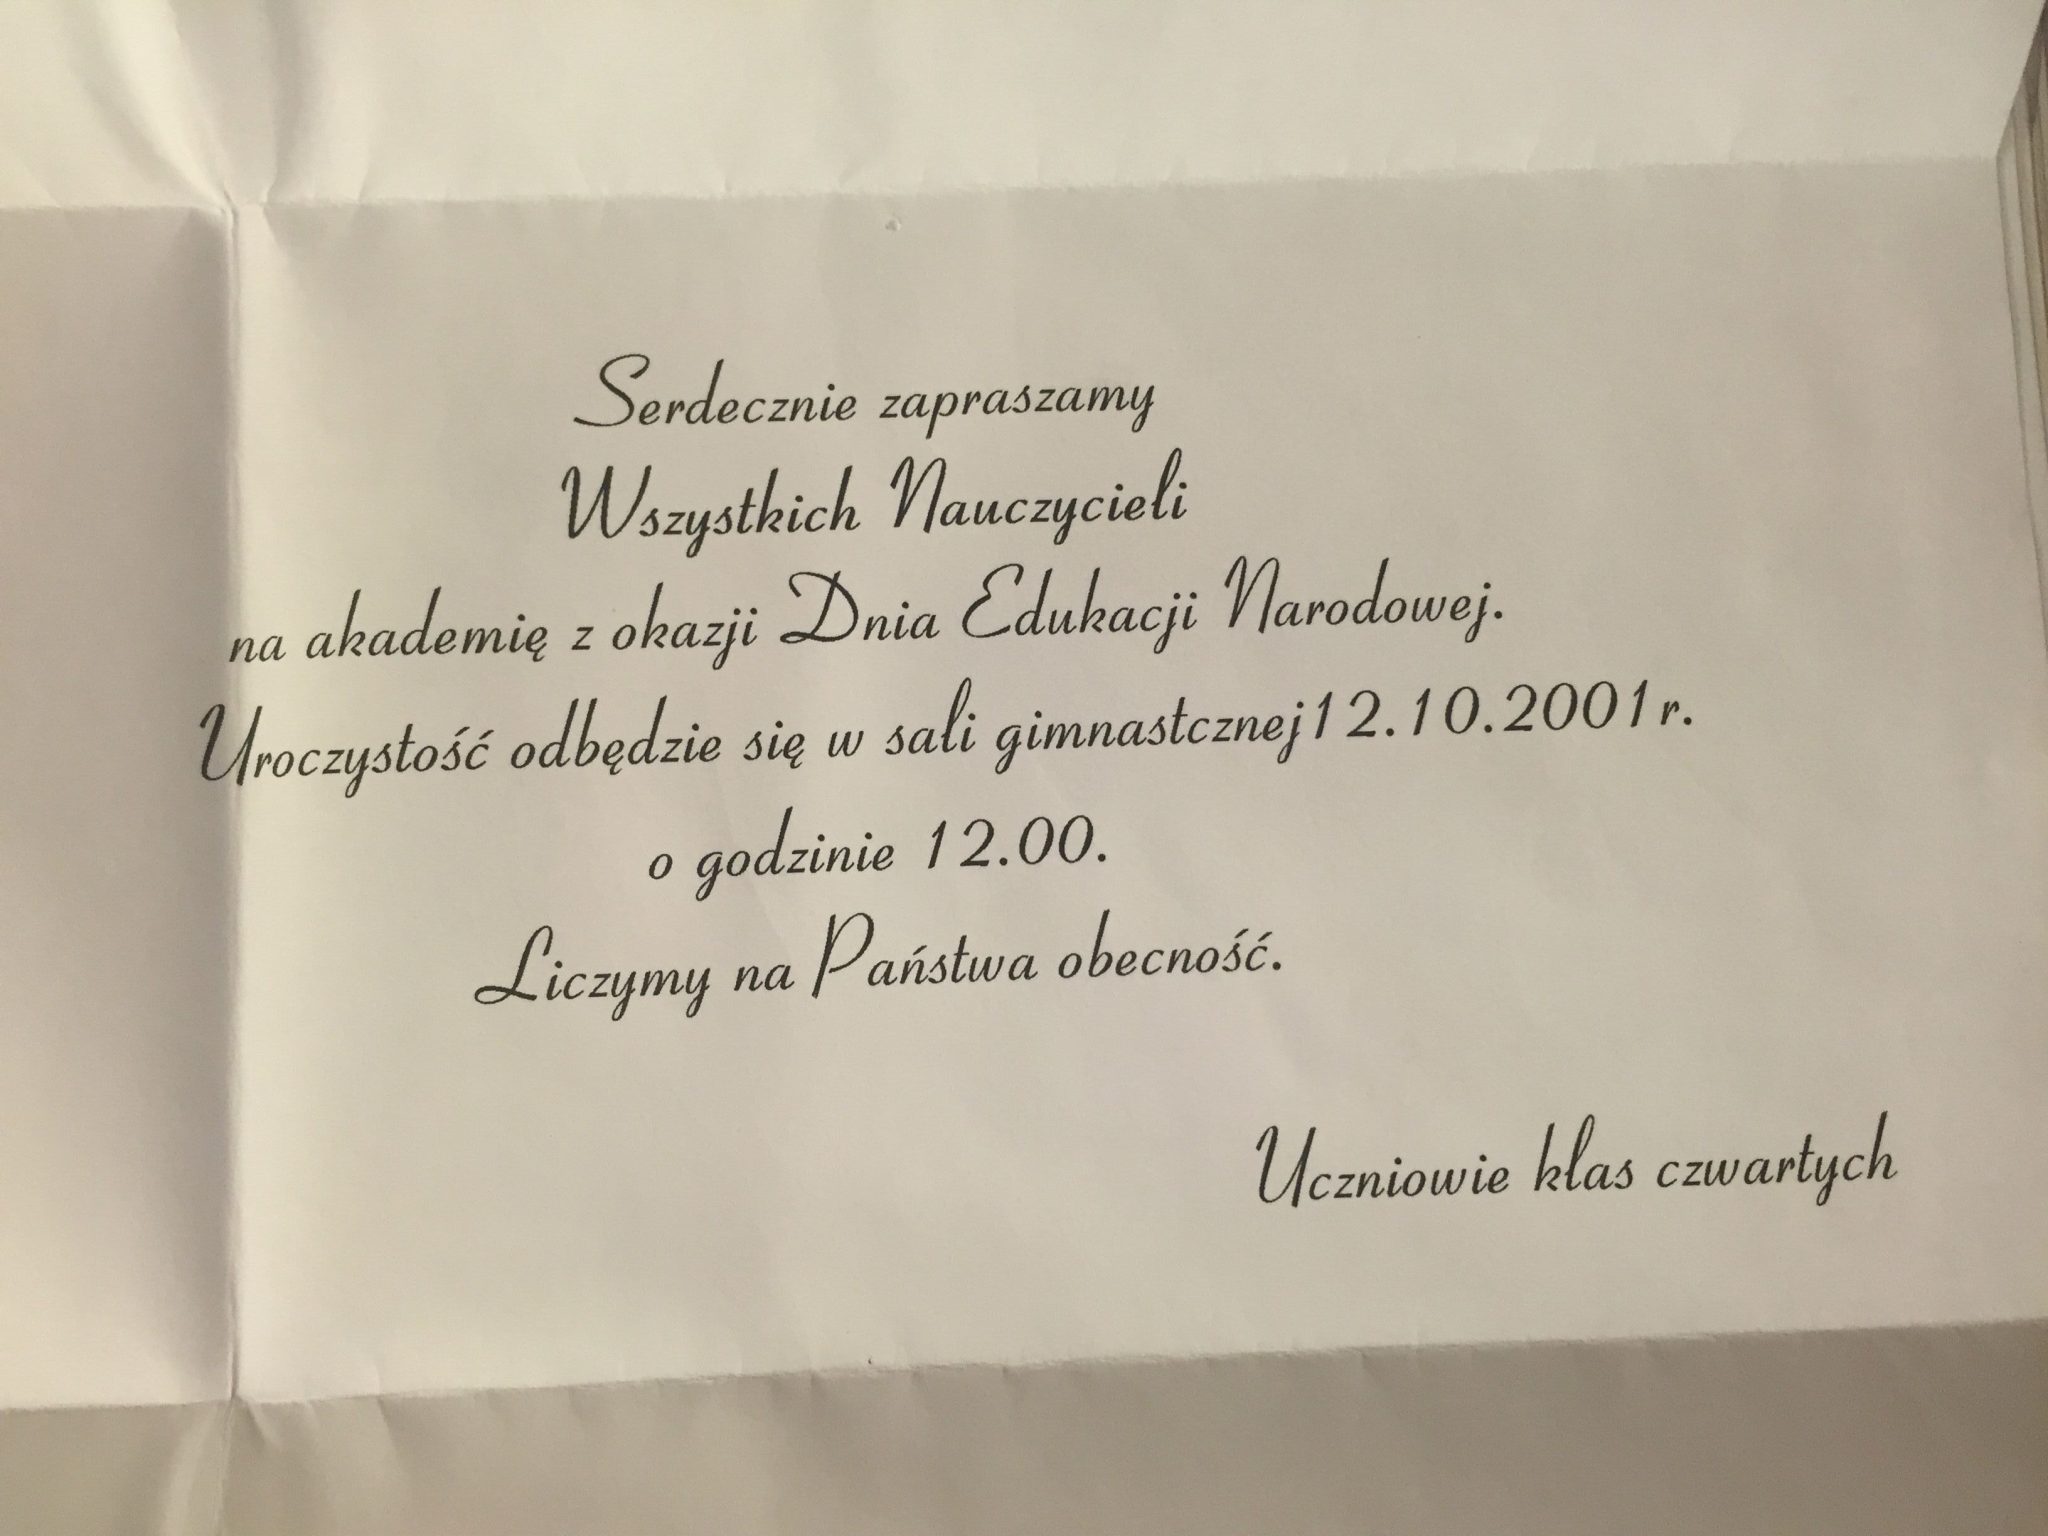 Serdecznie zapraszamy
Wszystkich Nauczycieli
na akademię z okazji Dnia Edukacji Narodowej.
Uroczystość odbędzie się w sali gimnastcznej12.10.2001r.
o godzinie 12.00.
Liczymy na Państwa obecność.
Uczniowie klas czwartych